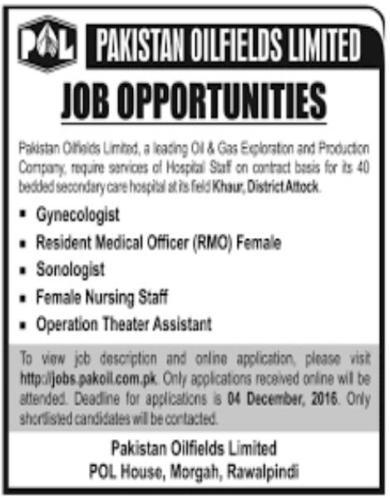 POL PAKISTAN OILFIELDS LIMITED
JOB OPPORTUNITIES
Pakistan Oilfields Limited, a leading Oil & Gas Exploration and Production
Company, require services of Hospital Staff on contract basis for its 40
bedded secondary care hospital at its field Khaur, District Attock.
▪ Gynecologist
▪ Resident Medical Officer (RMO) Female
▪ Sonologist
▪ Female Nursing Staff
▪ Operation Theater Assistant
To view job description and online application, please visit
http://jobs.pakoil.com.pk. Only applications received online will be
attended. Deadline for applications is 04 December, 2016. Only
shortlisted candidates will be contacted.
Pakistan Oilfields Limited
POL House, Morgah, Rawalpindi